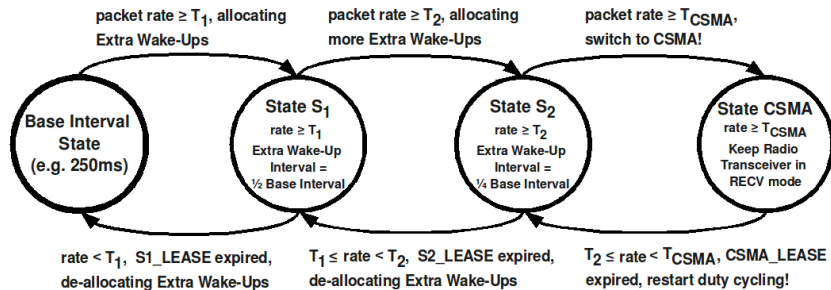 packet rate ≥ T1, allocating
Extra Wake-Ups
packet rate ≥ T2, allocating
more Extra Wake-Ups
packet rate ≥ TCSMA,
switch to CSMA!
Base Interval
State
(e.g. 250ms)
State S1
rate ≥ T1
Extra Wake-Up
Interval =
½ Base Interval
State S2
rate ≥ T2
Extra Wake-Up
Interval =
¼ Base Interval
State CSMA
rate ≥ TCSMA
Keep Radio
Transceiver in
RECV mode
rate < T1, S1_LEASE expired,
de-allocating Extra Wake-Ups
T1 ≤ rate < T2, S2_LEASE expired,
de-allocating Extra Wake-Ups
T2 ≤ rate < TCSMA, CSMA_LEASE
expired, restart duty cycling!